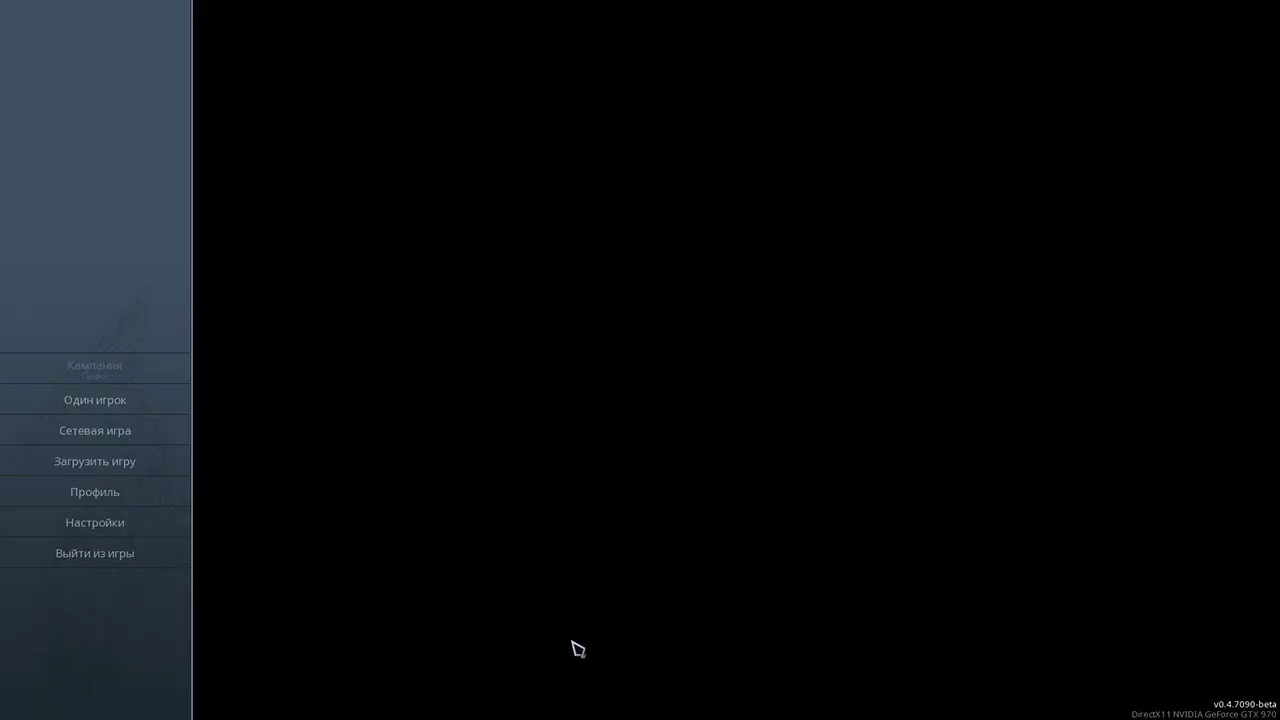 Кампания
Скоро
Один игрок
Сетевая игра
Загрузить игру
Профиль
Настройки
Выйти из игры
v0.4.7090-beta
DirectX11 NVIDIA GeForce GTX 970